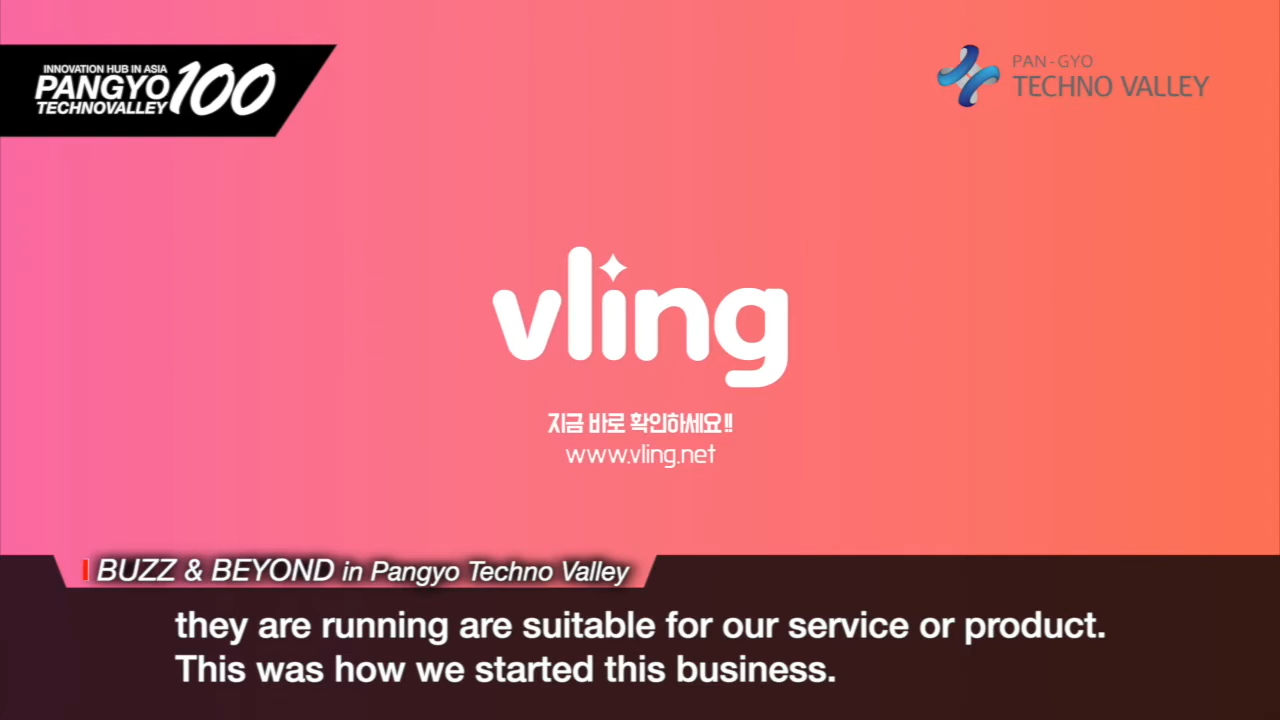 INNOVATION HUB IN ASIA
PANGYO 100
TECHNOVALLEY
PAN-GYO
TECHNO VALLEY
vling
지금 바로 확인하세요!!
www.vling.net
BUZZ & BEYOND in Pangyo Techno Valley
they are running are suitable for our service or product.
This was how we started this business.